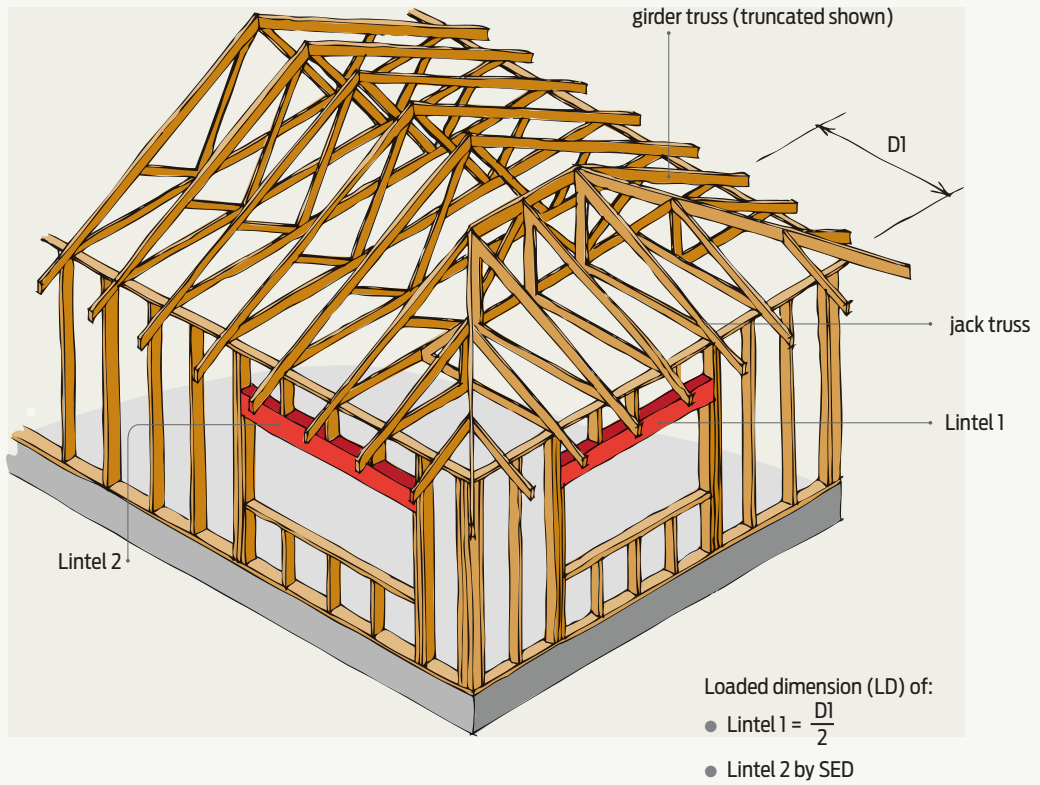 girder truss (truncated shown)
D1
jack truss
Lintel 1
Lintel 2
Loaded dimension (LD) of:
● Lintel 1 = D1/2
● Lintel 2 by SED